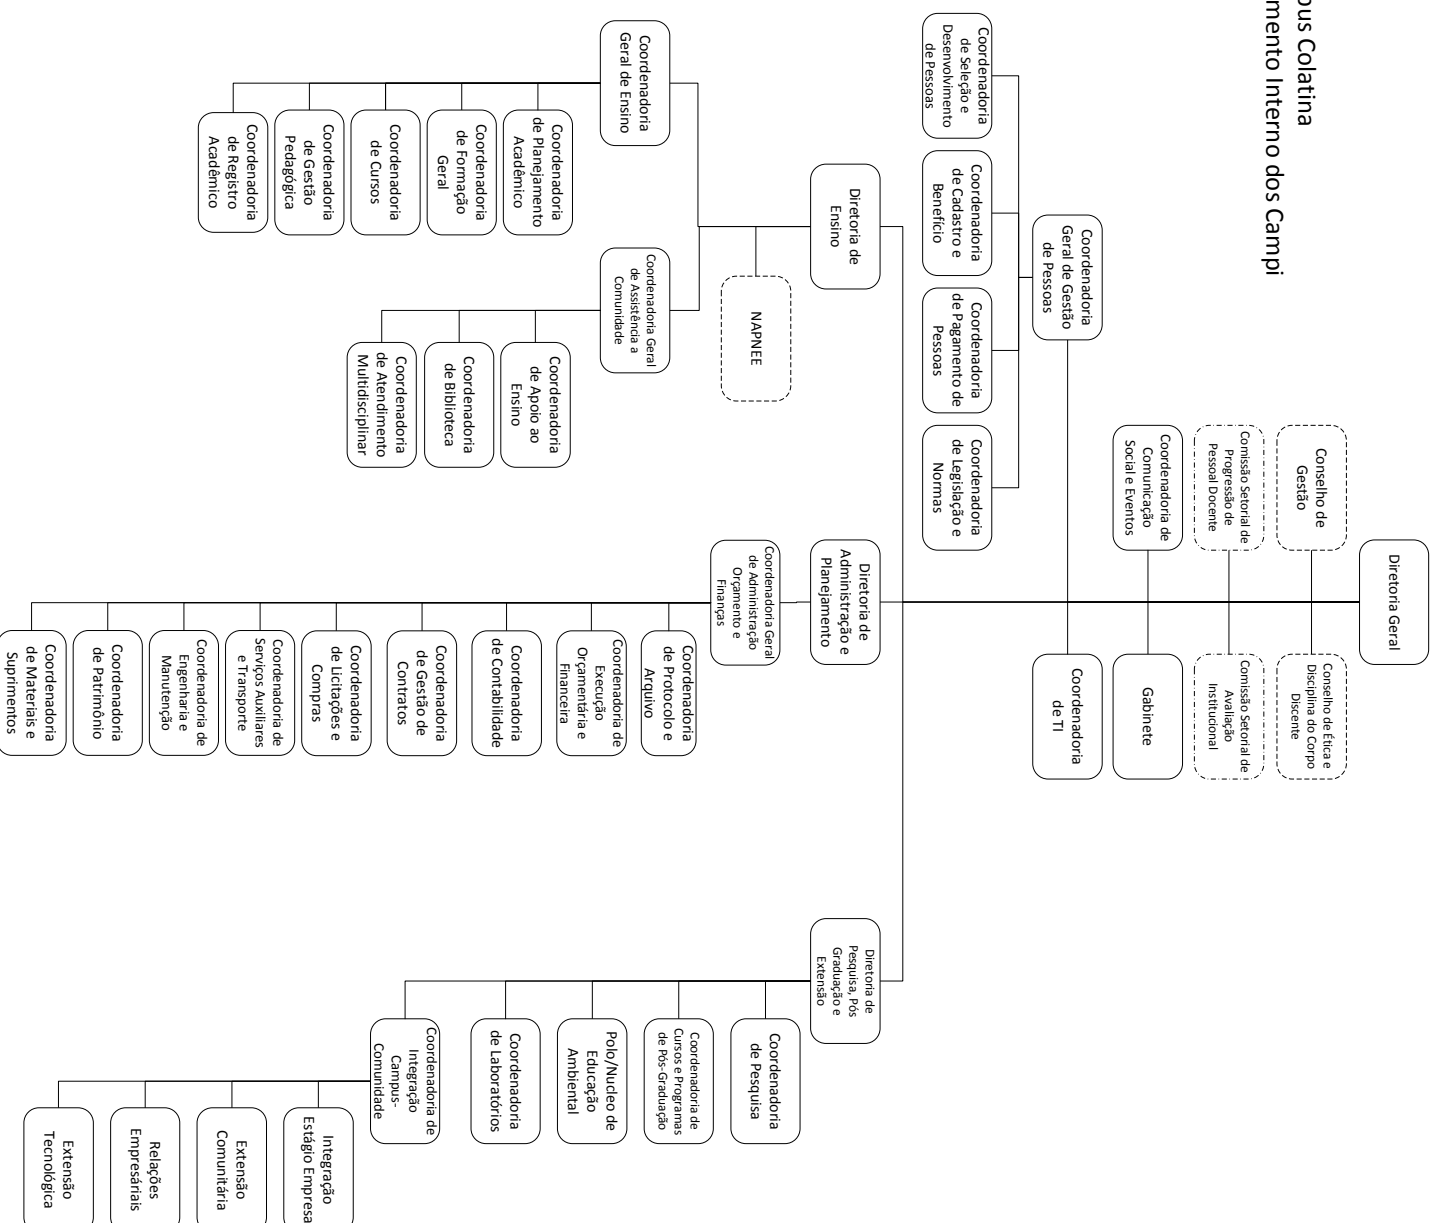 pus Colatina
mento Interno dos Campi
Diretoria Geral
Conselho de
Gestão
Conselho de Ética e
Disciplina do Corpo
Discente
Comissão Setorial de
Progressão de
Pessoal Docente
Comissão Setorial de
Avaliação
Institucional
Coordenadoria de
Comunicação
Social e Eventos
Gabinete
Coordenadoria
Geral de Gestão
de Pessoas
Coordenadoria
de TI
Coordenadoria
de Seleção e
Desenvolvimento
de Pessoas
Coordenadoria
de Cadastro e
Benefício
Coordenadoria
de Pagamento de
Pessoas
Coordenadoria
de Legislação e
Normas
Diretoria de
Ensino
Diretoria de
Administração e
Planejamento
Diretoria de
Pesquisa, Pós
Graduação e
Extensão
NAPNEE
Coordenadoria
Geral de Ensino
Coordenadoria
de Planejamento
Acadêmico
Coordenadoria
de Formação
Geral
Coordenadoria
de Cursos
Coordenadoria
de Gestão
Pedagógica
Coordenadoria
de Registro
Acadêmico
Coordenadoria Geral
de Assistência a
Comunidade
Coordenadoria
de Apoio ao
Ensino
Coordenadoria
de Biblioteca
Coordenadoria
de Atendimento
Multidisciplinar
Coordenadoria Geral
de Administração
Orçamento e
Finanças
Coordenadoria
de Protocolo e
Arquivo
Coordenadoria de
Execução
Orçamentária e
Financeira
Coordenadoria
de Contabilidade
Coordenadoria
de Gestão de
Contratos
Coordenadoria
de Licitações e
Compras
Coordenadoria de
Serviços Auxiliares
e Transporte
Coordenadoria de
Engenharia e
Manutenção
Coordenadoria
de Patrimônio
Coordenadoria
de Materiais e
Suprimentos
Coordenadoria
de Pesquisa
Coordenadoria de
Cursos e Programas
de Pós-Graduação
Polo/Nucleo de
Educação
Ambiental
Coordenadoria
de Laboratórios
Coordenadoria de
Integração
Campus-
Comunidade
Integração
Estágio Empresa
Extensão
Comunitária
Relações
Empresáriais
Extensão
Tecnológica